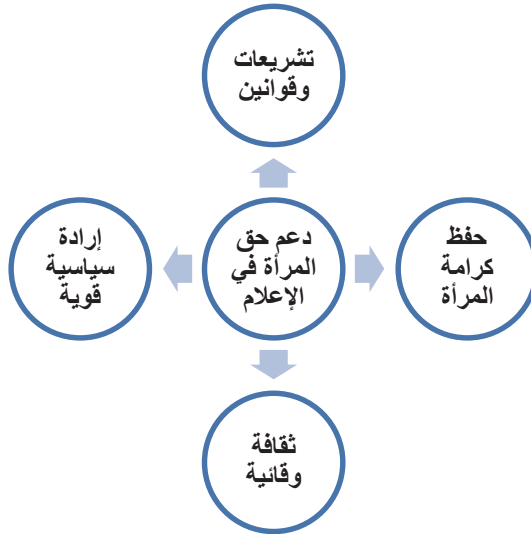 تشريعات
وقوانين
حفظ
كرامة
المرأة
دعم حق
المرأة في
الإعلام
إرادة
سياسية
قوية
ثقافة
وقائية